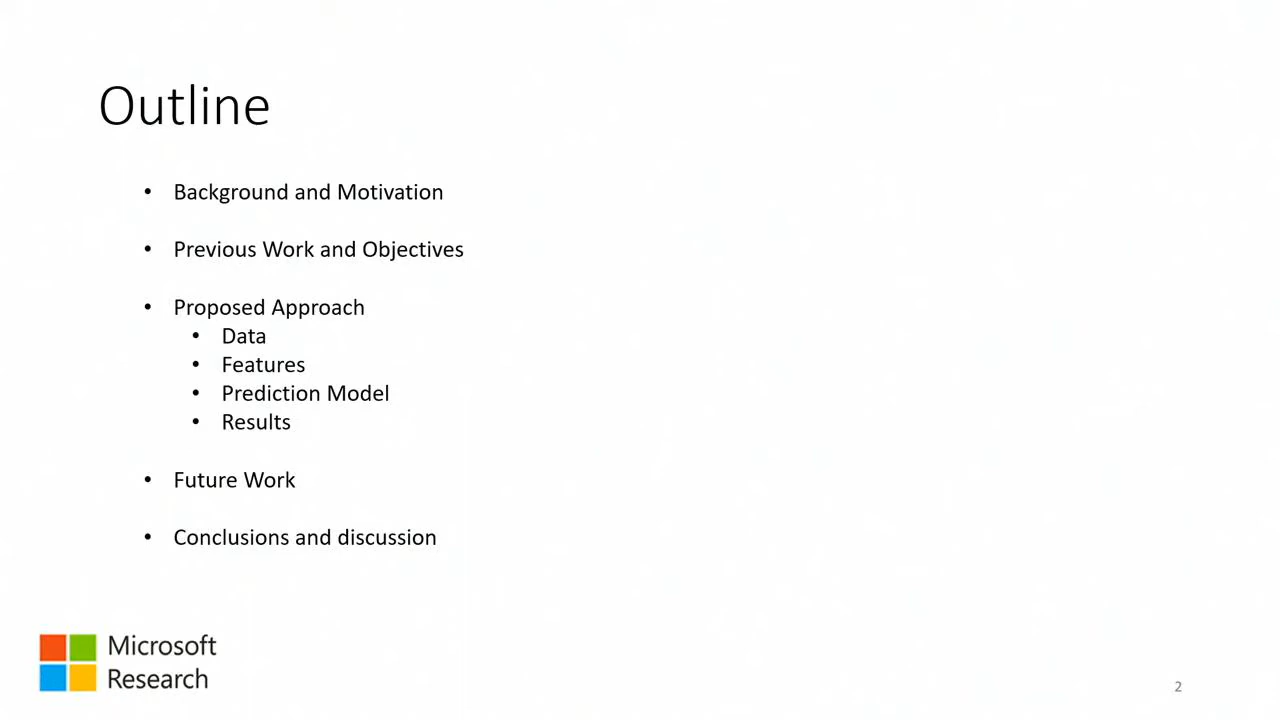 Outline
• Background and Motivation
• Previous Work and Objectives
• Proposed Approach
• Data
• Features
• Prediction Model
• Results
• Future Work
• Conclusions and discussion
Microsoft
Research
2